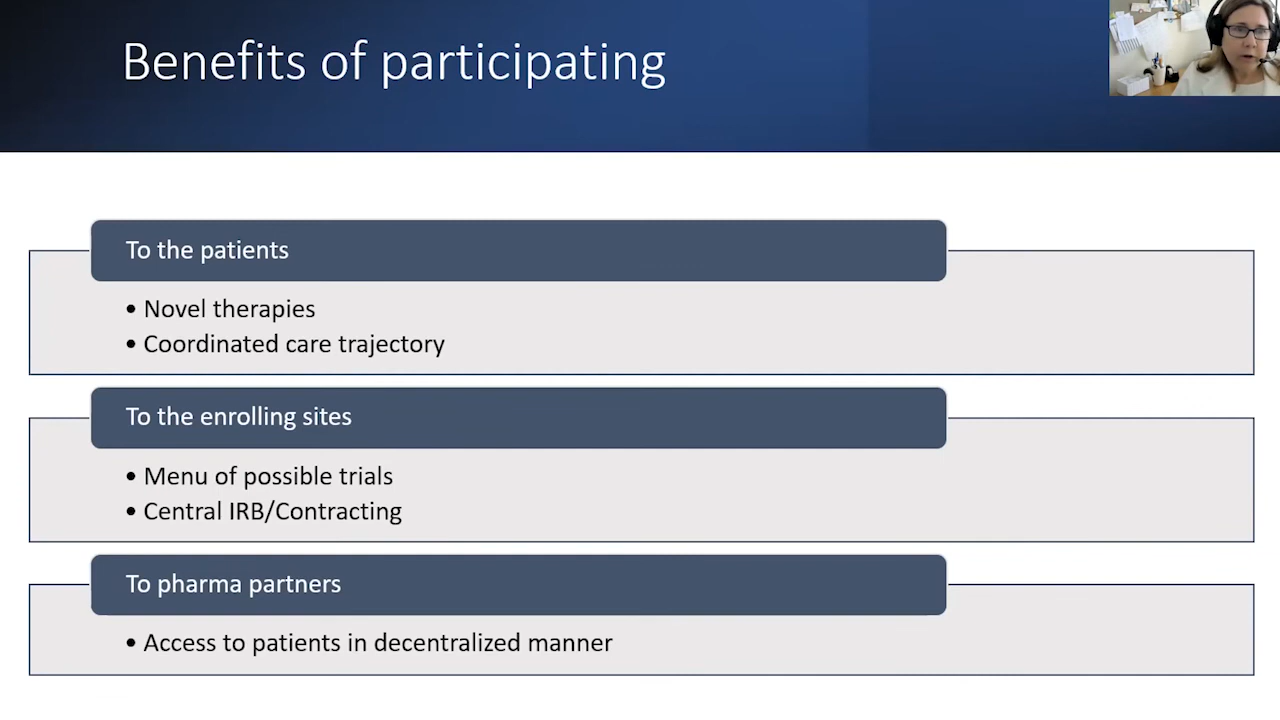 Benefits of participating
To the patients
• Novel therapies
• Coordinated care trajectory
To the enrolling sites
• Menu of possible trials
• Central IRB/Contracting
To pharma partners
• Access to patients in decentralized manner